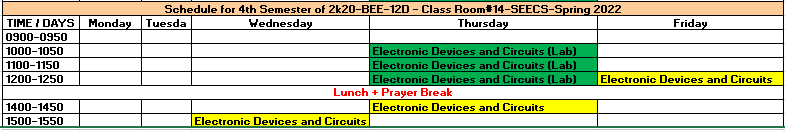 Schedule for 4th Semester of 2k20-BEE-12D - Class Room#14-SEECS-Spring 2022
TIME / DAYS Monday Tuesda Wednesday Thursday Friday
0900-0950
1000-1050 Electronic Devices and Circuits (Lab)
1100-1150 Electronic Devices and Circuits (Lab)
1200-1250 Electronic Devices and Circuits (Lab) Electronic Devices and Circuits
Lunch + Prayer Break
1400-1450 Electronic Devices and Circuits
1500-1550 Electronic Devices and Circuits